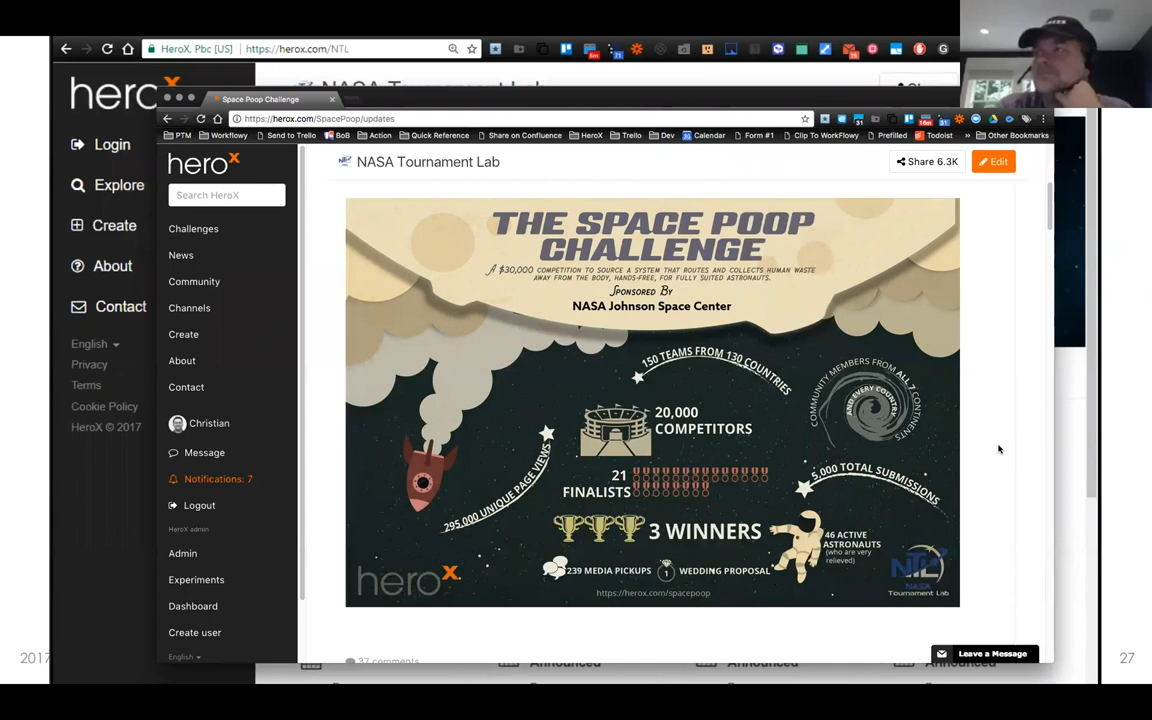 HeroX, Pbc [US]
https://herox.com/NTL
G
hero
Login
Explore
Create
About
Contact
English
Privacy
Terms
Cookie Policy
HeroX © 2017
2017
27
Space Poop Challenge
https://herox.com/SpacePoop/updates
PTM
Workflowy
Send to Trello
BoB
Action
Quick Reference
Share on Confluence
HeroX
Trello
Dev
Calendar
Form #1
Clip To WorkFlowy
Prefilled
Todoist
»
Other Bookmarks
heroX
Search HeroX
Challenges
News
Community
Channels
Create
About
Contact
Christian
Message
Notifications: 7
Logout
HeroX admin
Admin
Experiments
Dashboard
Create user
English
NASA Tournament Lab
Share 6.3K
Edit
THE SPACE POOP
CHALLENGE
A $30,000 COMPETITION TO SOURCE A SYSTEM THAT ROUTES AND COLLECTS HUMAN WASTE
AWAY FROM THE BODY, HANDS-FREE, FOR FULLY SUITED ASTRONAUTS.
SPONSORED BY
NASA Johnson Space Center
150 TEAMS FROM 130 COUNTRIES
COMMUNITY MEMBERS FROM ALL 7 CONTINENTS
AND EVERY COUNTRY
20,000
COMPETITORS
21
FINALISTS
295,000 UNIQUE PAGE VIEWS
5,000 TOTAL SUBMISSIONS
3 WINNERS
46 ACTIVE
ASTRONAUTS
(who are very
relieved)
239 MEDIA PICKUPS
1
WEDDING PROPOSAL
heroX
https://herox.com/spacepoop
NTL
NASA
Tournament Lab
37 comments
Leave a Message